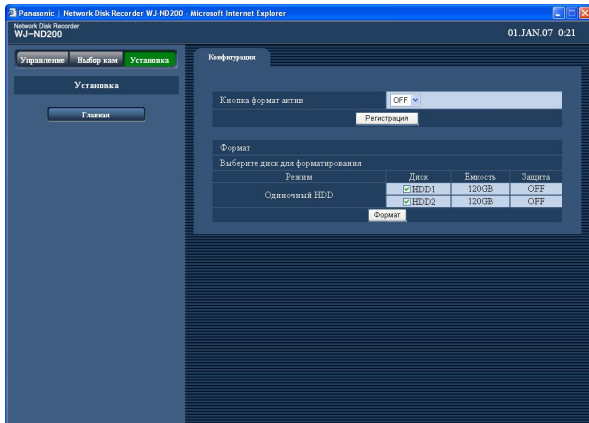 Panasonic | Network Disk Recorder WJ-ND200 - Microsoft Internet Explorer
Network Disk Recorder
WJ-ND200
01.JAN.07 0:21
Управление Выбор кам Установка
Установка
Главная
Конфигурация
Кнопка формат актив OFF
Регистрация
Формат
Выберите диск для форматирования
Режим Диск Емкость Защита
Одиночный HDD
HDD1 120GB OFF
HDD2 120GB OFF
Формат